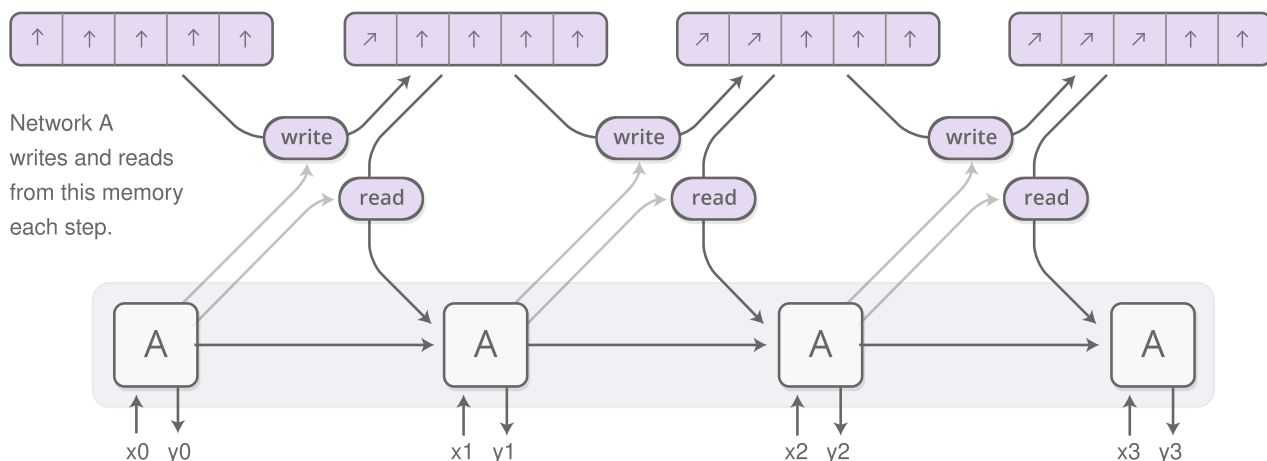 write write write
Network A
writes and reads
from this memory
each step.
read read read
A A A A
x0 y0 x1 y1 x2 y2 x3 y3